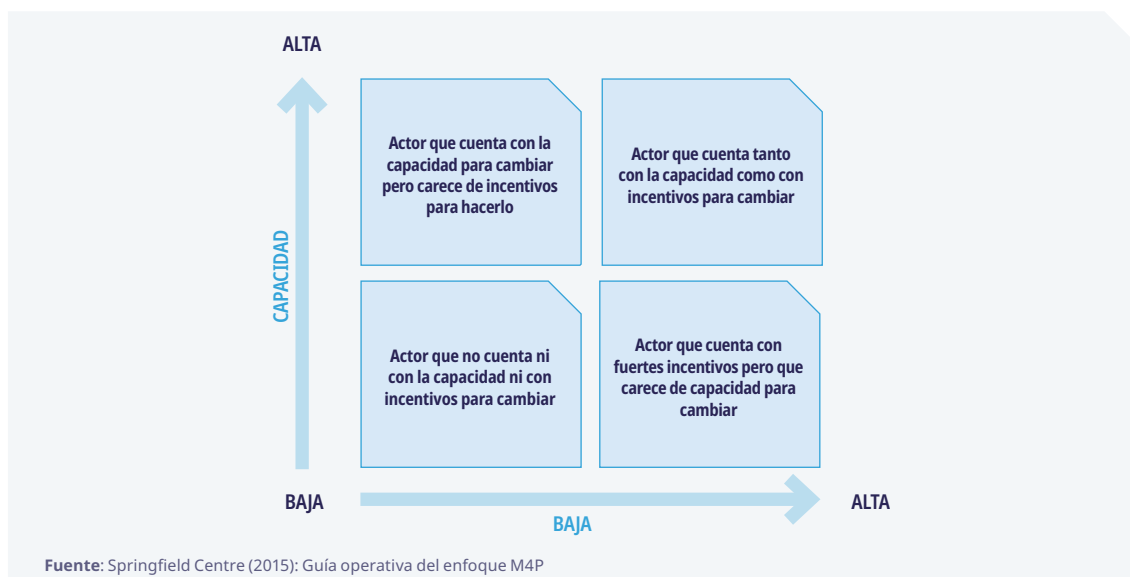 ALTA
Actor que cuenta con la
capacidad para cambiar
pero carece de incentivos
para hacerlo
Actor que cuenta tanto
con la capacidad como con
incentivos para cambiar
CAPACIDAD
Actor que no cuenta ni
con la capacidad ni con
incentivos para cambiar
Actor que cuenta con
fuertes incentivos pero que
carece de capacidad para
cambiar
BAJA
ALTA
BAJA
Fuente: Springfield Centre (2015): Guía operativa del enfoque M4P